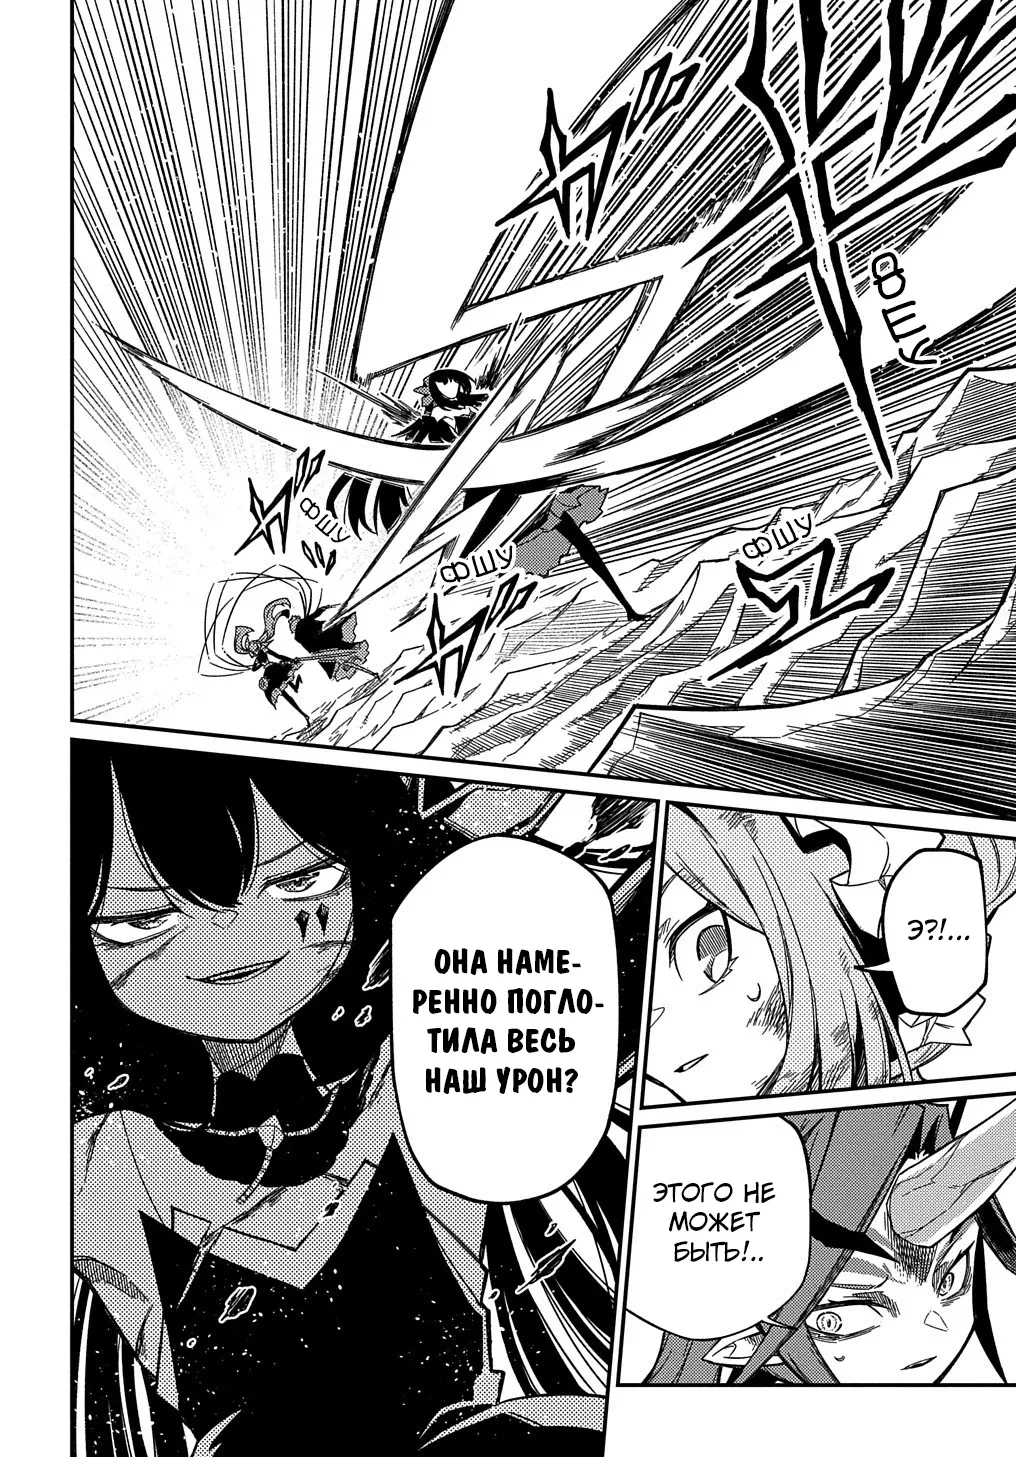 ФШУ
ФШУ
ФШУ
ФШУ
Э?!...
ЭТОГО НЕ
МОЖЕТ
БЫТЬ!..
ОНА НАМЕ-
РЕННО ПОГЛО-
ТИЛА ВЕСЬ
НАШ УРОН?